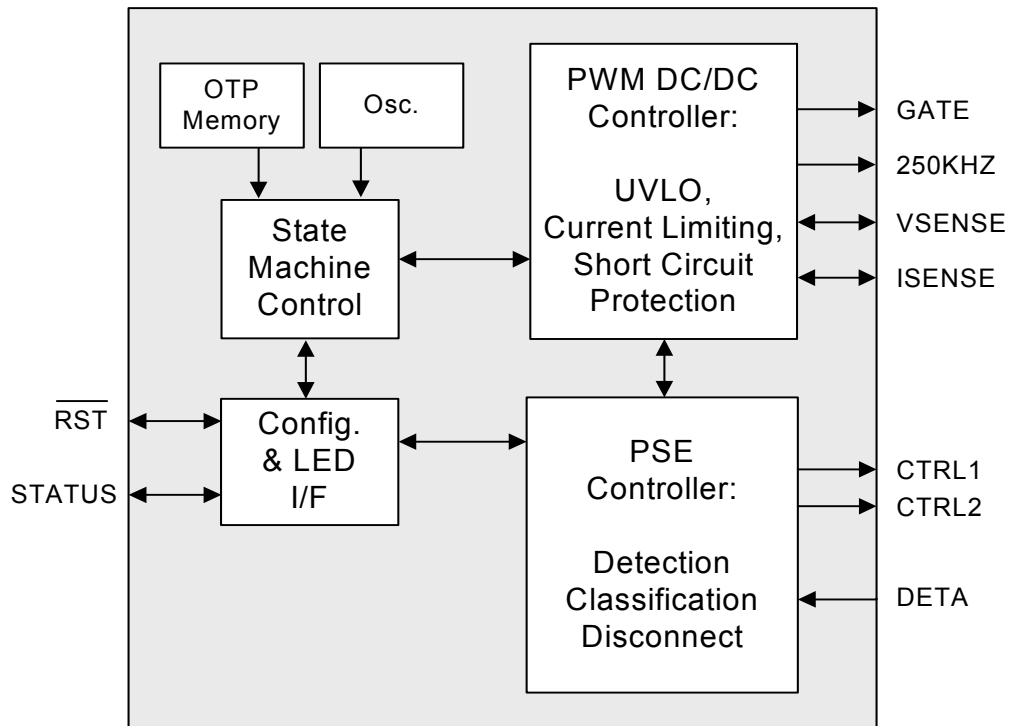 OTP
Memory
Osc.
PWM DC/DC
Controller:
UVLO,
Current Limiting,
Short Circuit
Protection
GATE
250KHZ
VSENSE
ISENSE
State
Machine
Control
RST
STATUS
Config.
& LED
I/F
PSE
Controller:
Detection
Classification
Disconnect
CTRL1
CTRL2
DETA